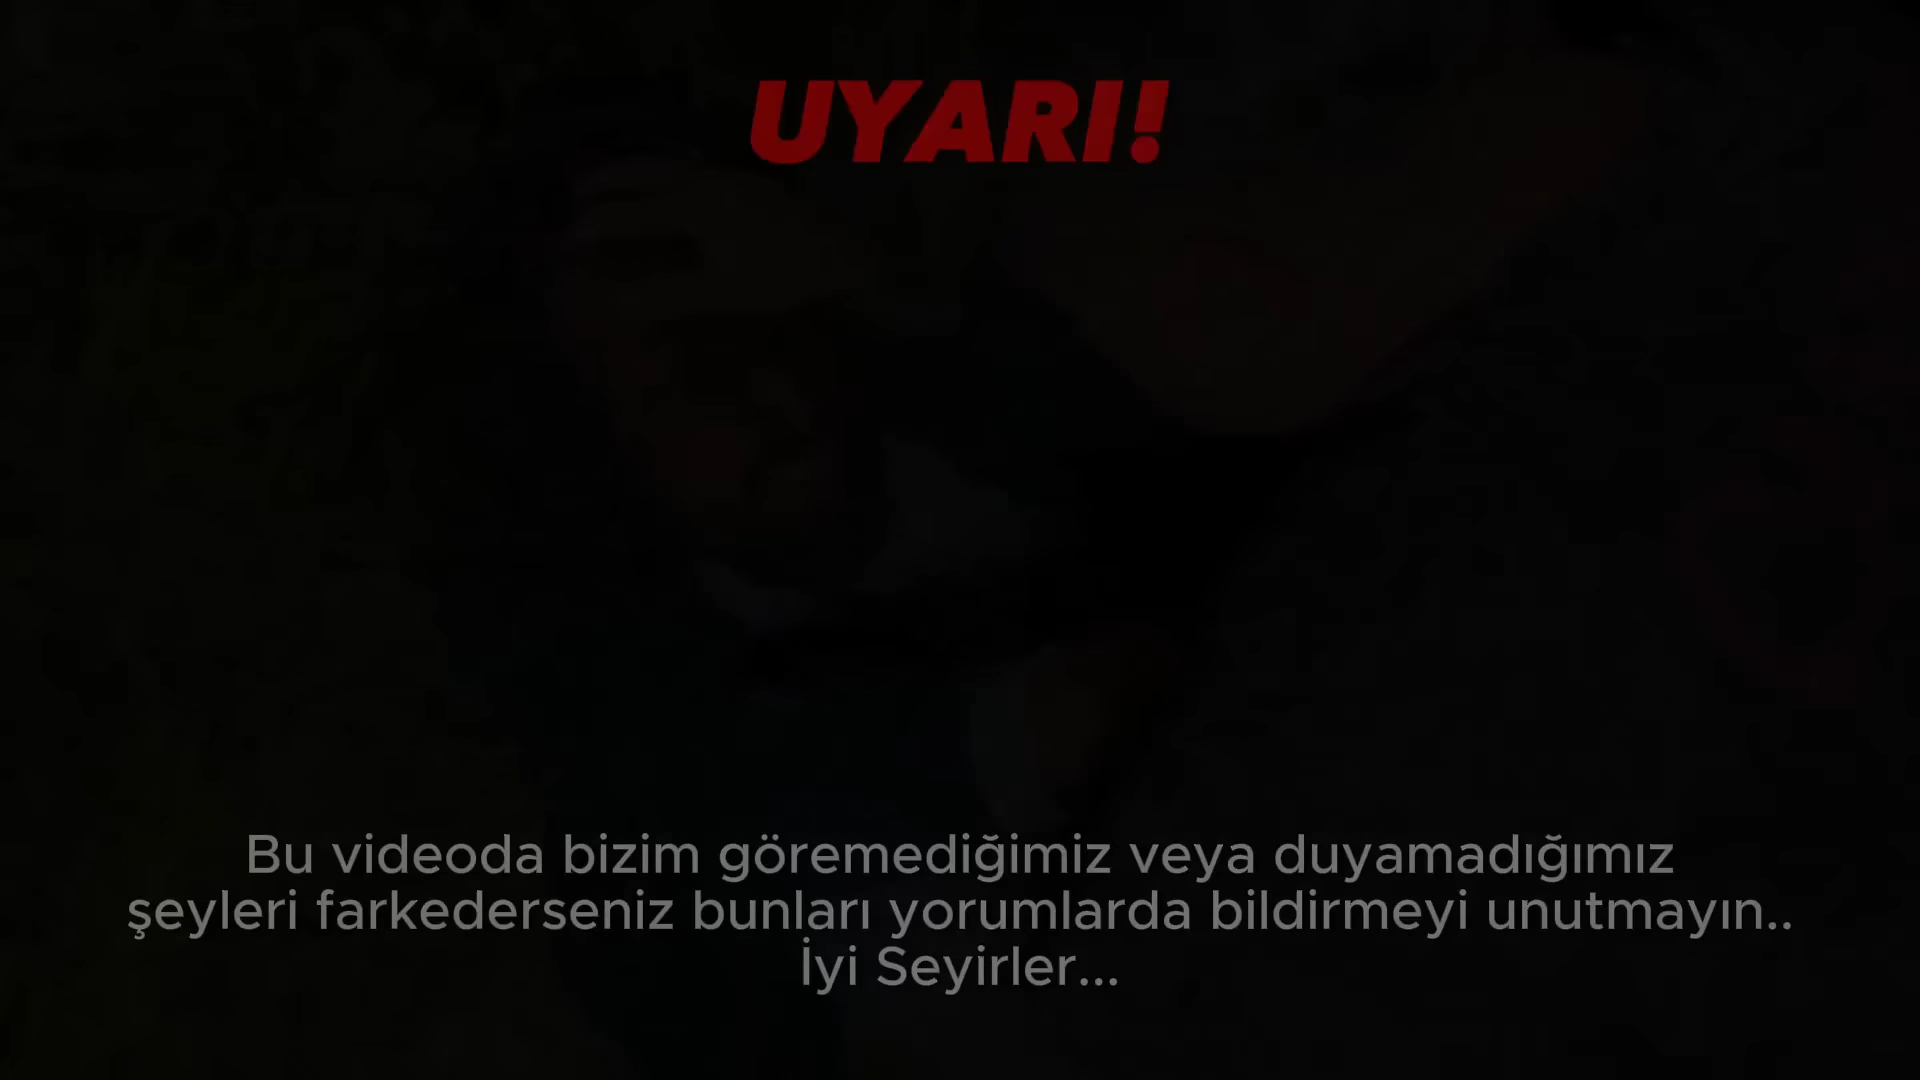 UYARI!
Bu videoda bizim göremediğimiz veya duyamadığımız
şeyleri farkederseniz bunları yorumlarda bildirmeyi unutmayın..
İyi Seyirler...